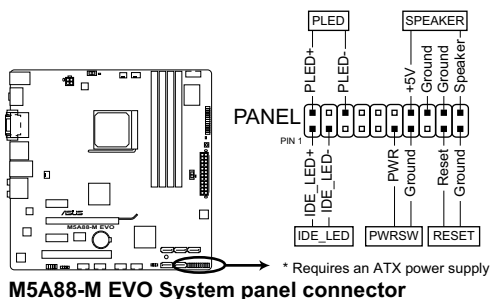 PLED
SPEAKER
PLED+
PLED-
+5V
Ground
Ground
Speaker-
PANEL
PIN 1
IDE_LED+
IDE_LED-
PWR
Ground
Reset
Ground
IDE_LED
PWRSW
RESET
* Requires an ATX power supply
/SUS
M5A88-M EVO
M5A88-M EVO System panel connector